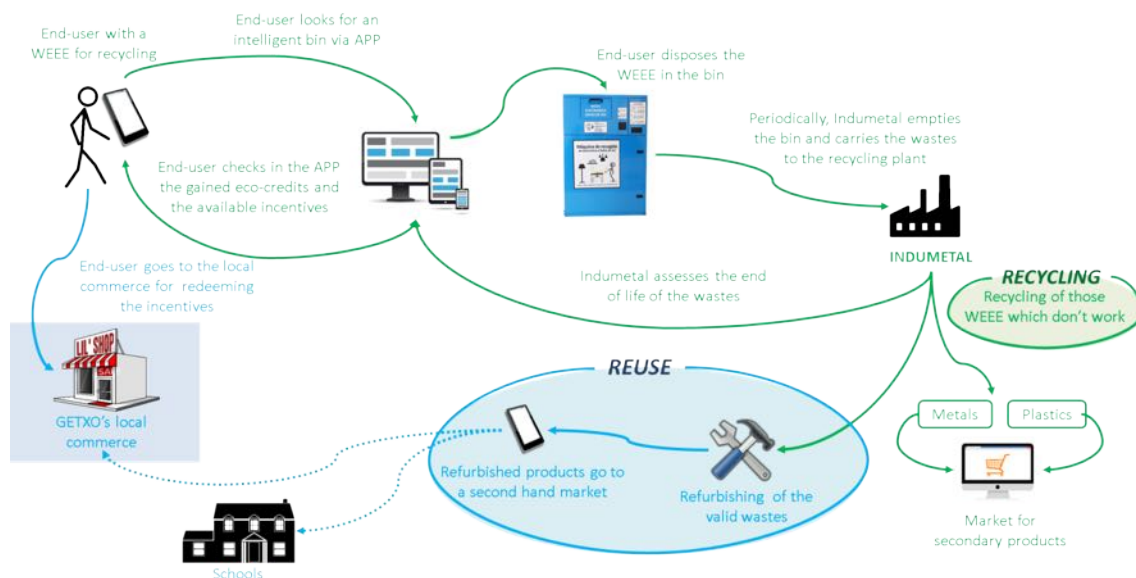 End-user with a
WEEE for recycling
End-user looks for an
intelligent bin via APP
End-user disposes the
WEEE in the bin
Periodically, Indumetal empties
the bin and carries the wastes
to the recycling plant
End-user checks in the APP
the gained eco-credits and
the available incentives
INDUMETAL
End-user goes to the local
commerce for redeeming
the incentives
Indumetal assesses the end
of life of the wastes
RECYCLING
Recycling of those
WEEE which don't work
LIL' SHOP
GETXO's local
commerce
REUSE
Refurbished products go to
a second hand market
Refurbishing of the
valid wastes
Metals
Plastics
Market for
secondary products
Schools